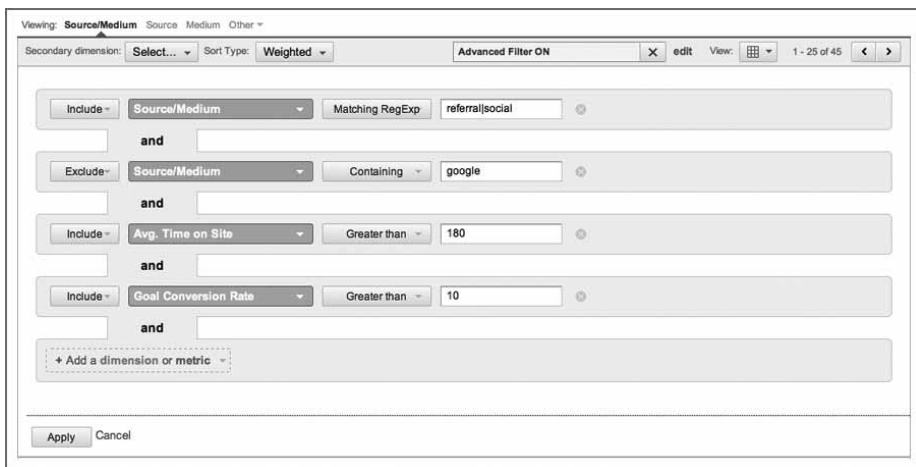 Viewing: Source/Medium Source Medium Other
Secondary dimension: Select... Sort Type: Weighted Advanced Filter ON edit View: 1 - 25 of 45
Include Source/Medium Matching RegExp referral|social
and
Exclude Source/Medium Containing google
and
Include Avg. Time on Site Greater than 180
and
Include Goal Conversion Rate Greater than 10
and
+ Add a dimension or metric
Apply Cancel